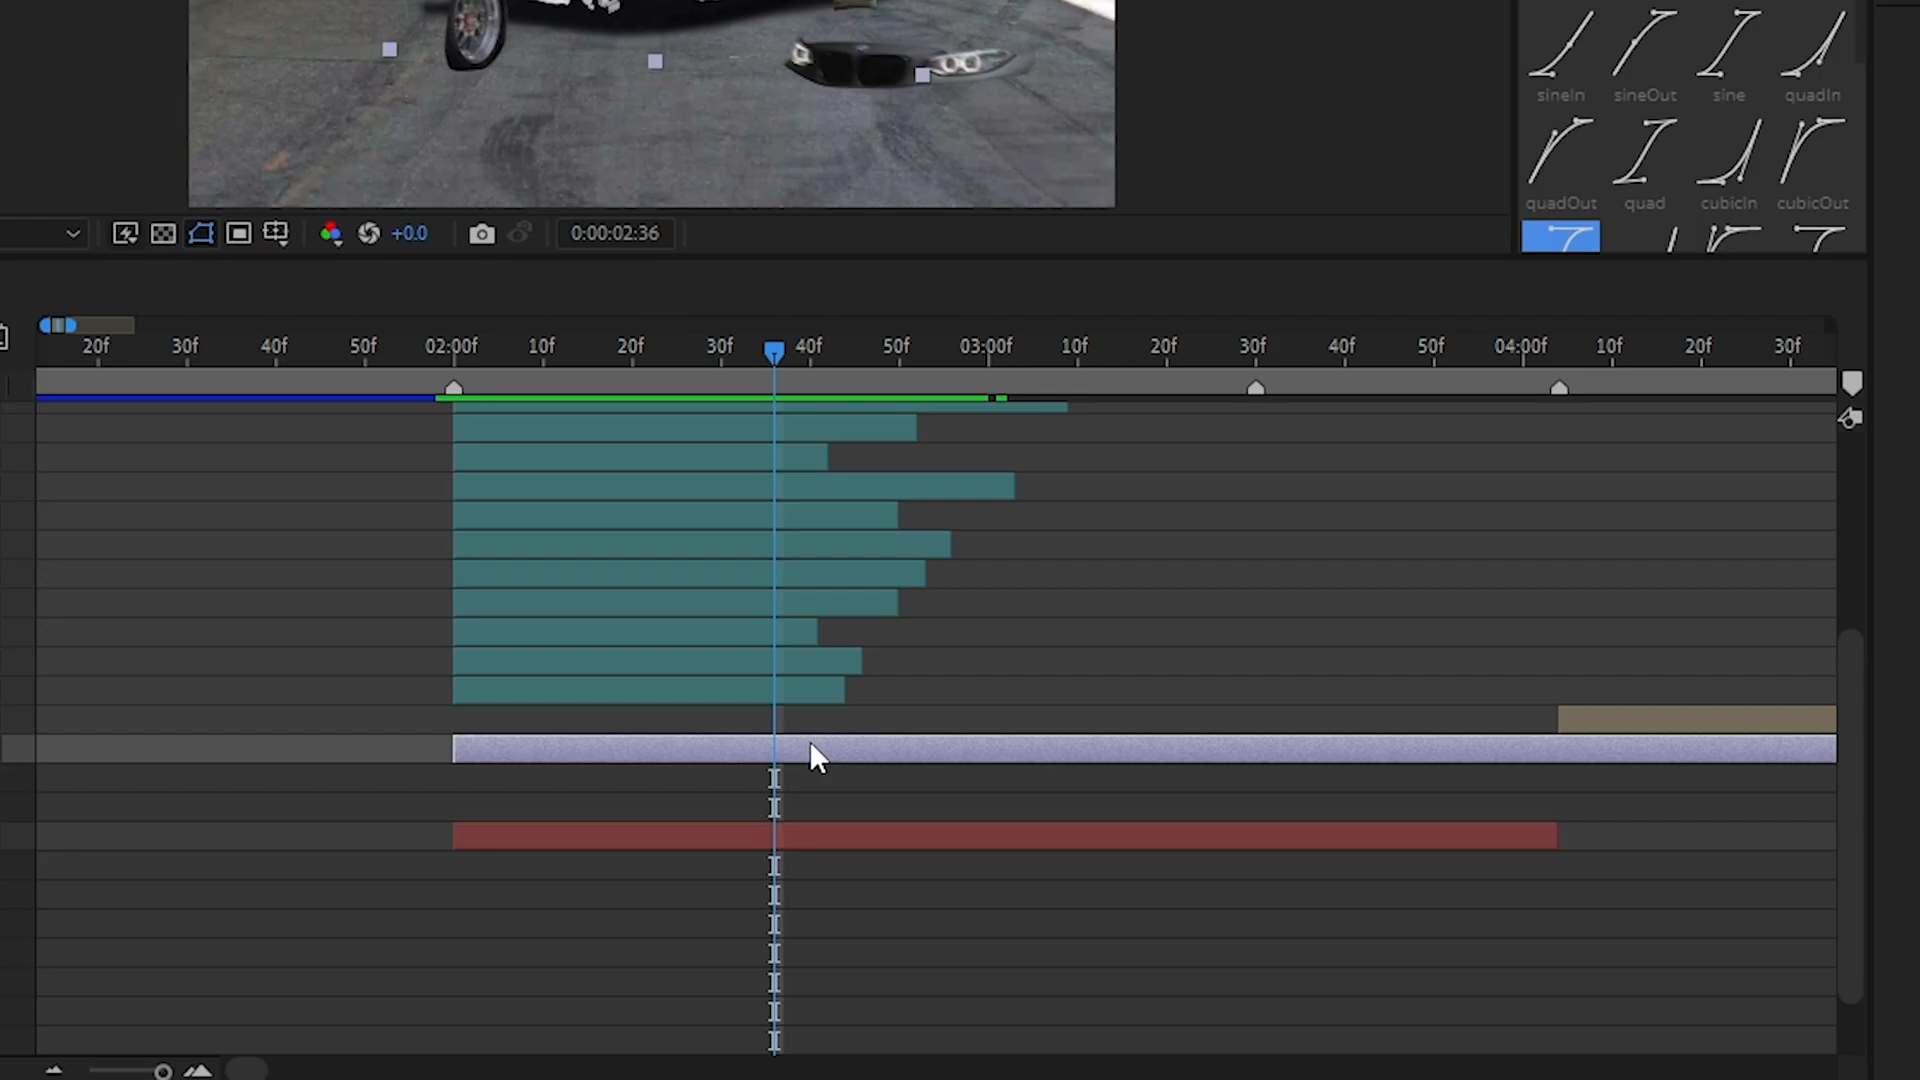 sineIn sineOut sine quadIn
quadOut quad cubicIn cubicOut
+0.0 0:00:02:36
20f 30f 40f 50f 02:00f 10f 20f 30f 40f 50f 03:00f 10f 20f 30f 40f 50f 04:00f 10f 20f 30f